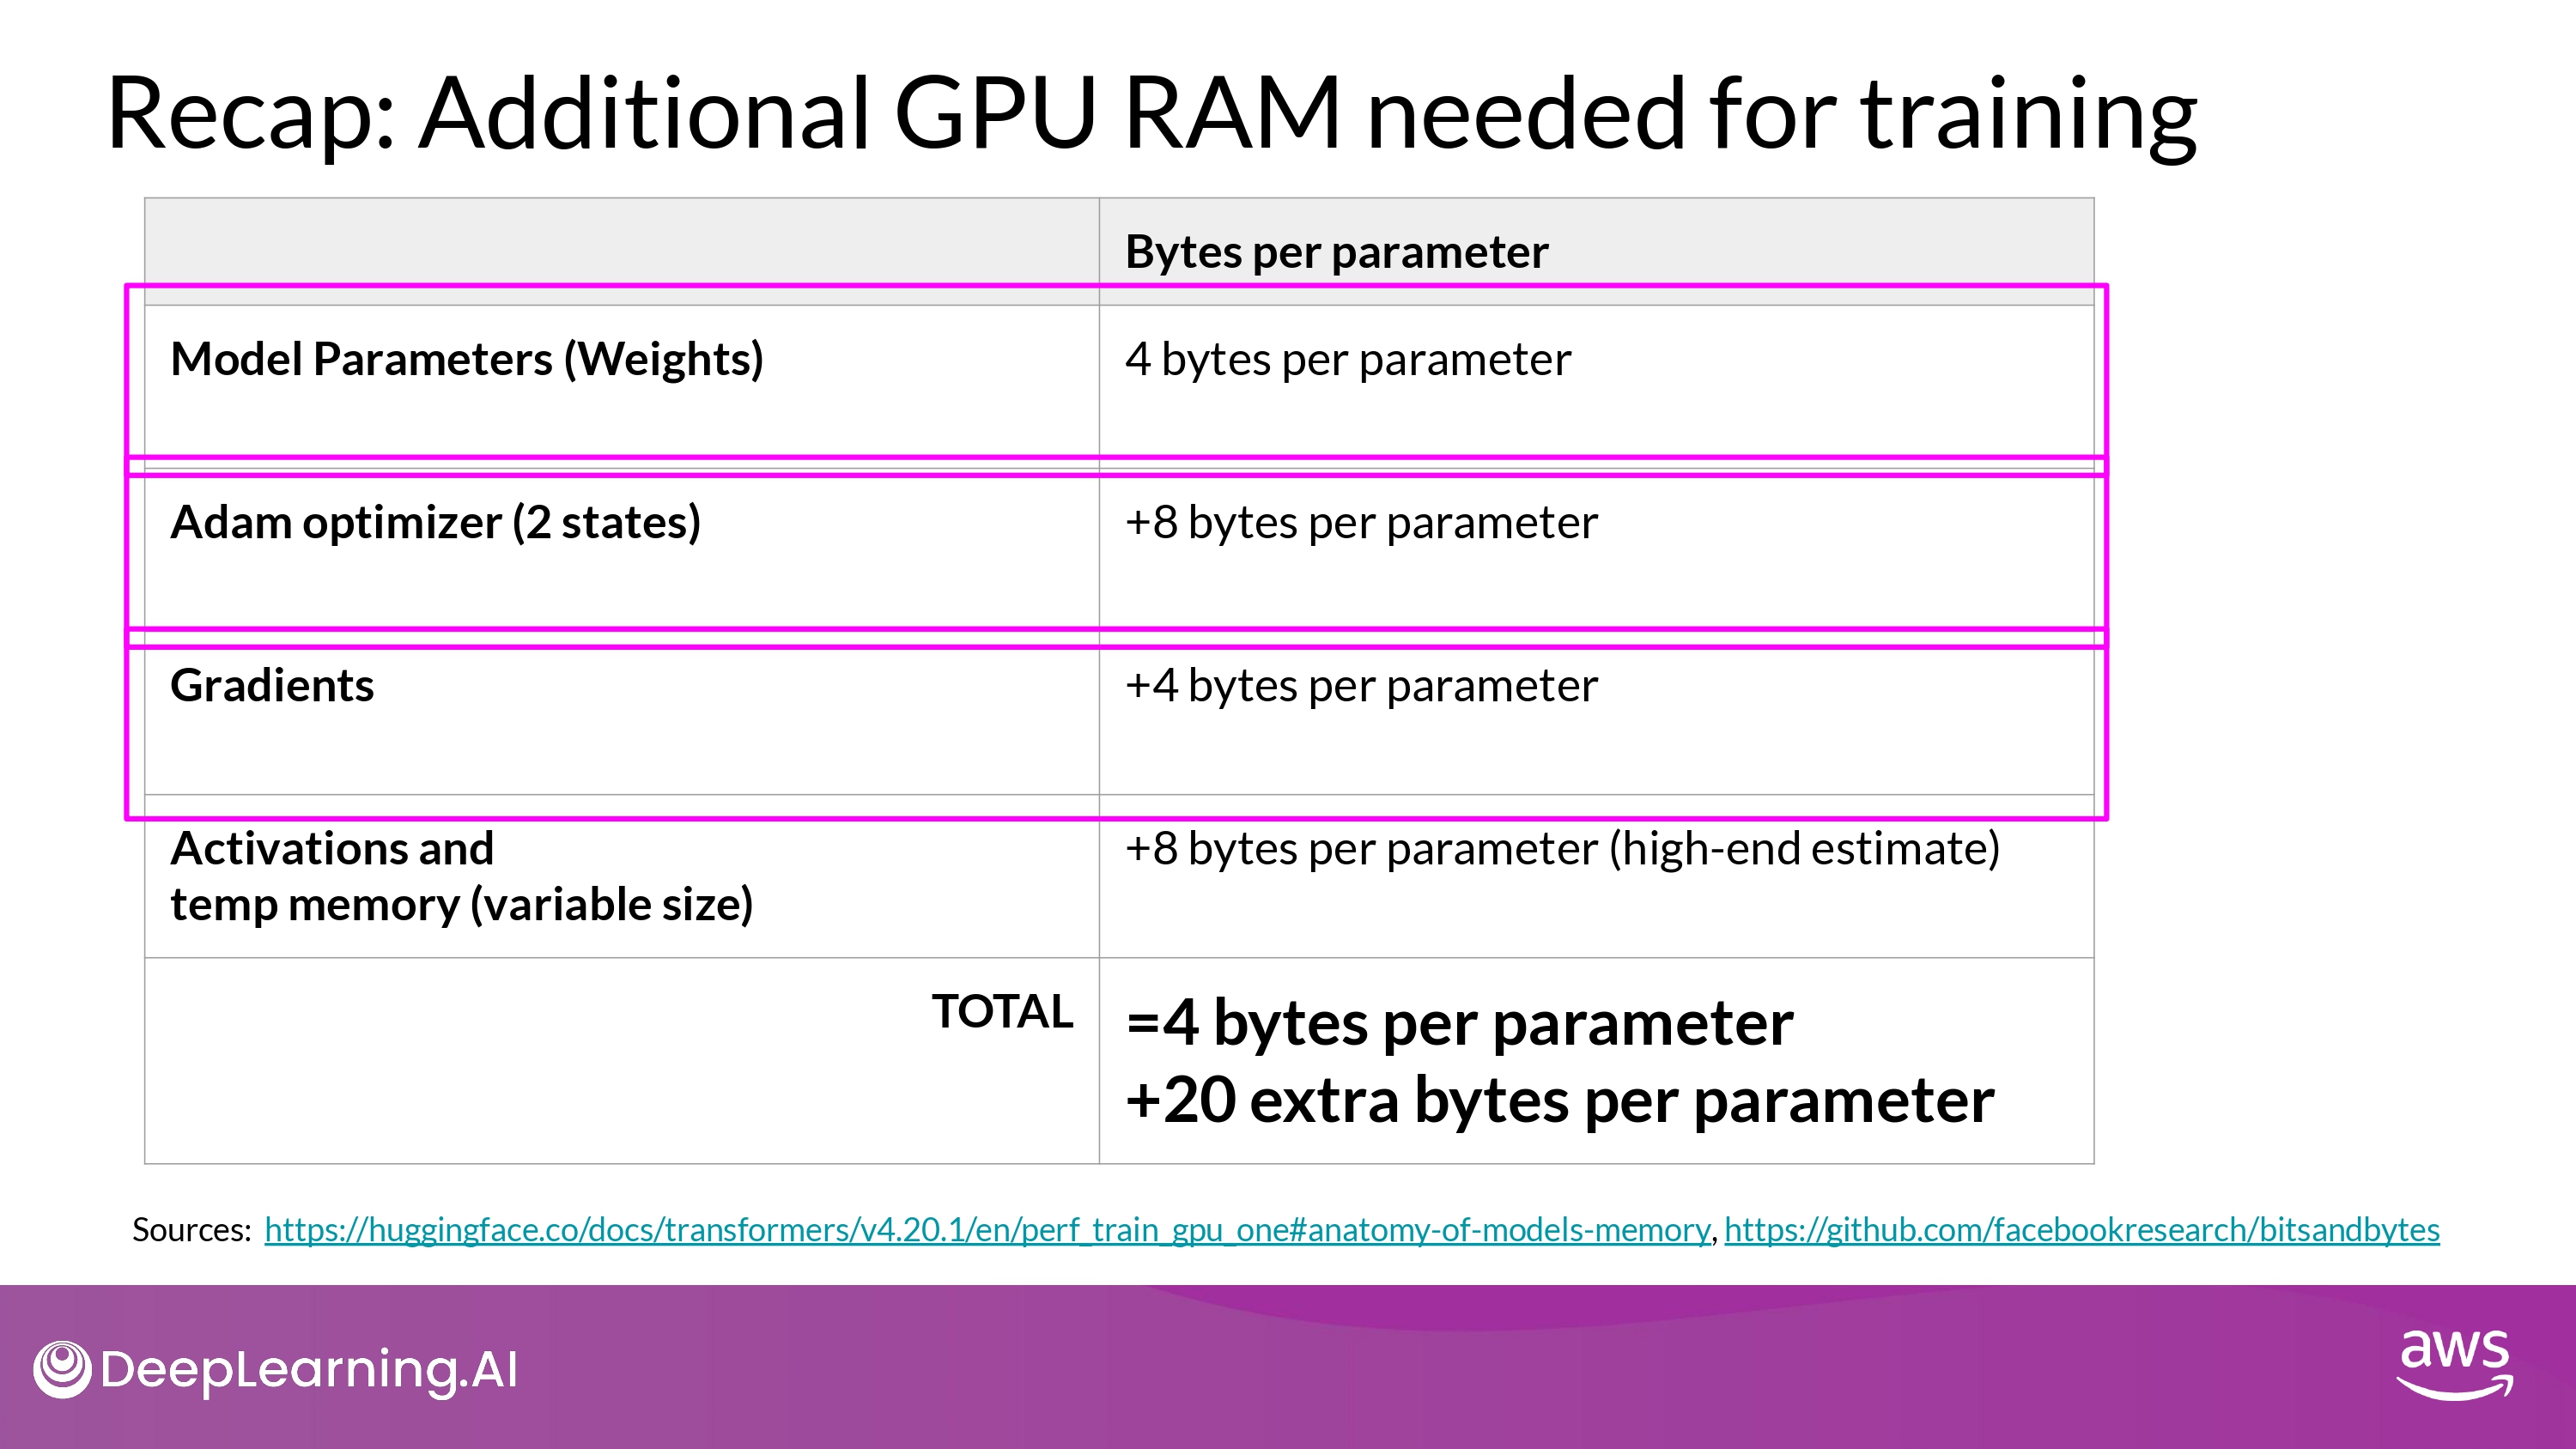 Recap: Additional GPU RAM needed for training
Bytes per parameter
Model Parameters (Weights)
4 bytes per parameter
Adam optimizer (2 states)
+8 bytes per parameter
Gradients
+4 bytes per parameter
Activations and
temp memory (variable size)
+8 bytes per parameter (high-end estimate)
TOTAL
=4 bytes per parameter
+20 extra bytes per parameter
Sources: https://huggingface.co/docs/transformers/v4.20.1/en/perf_train_gpu_one#anatomy-of-models-memory, https://github.com/facebookresearch/bitsandbytes
DeepLearning.AI
aws